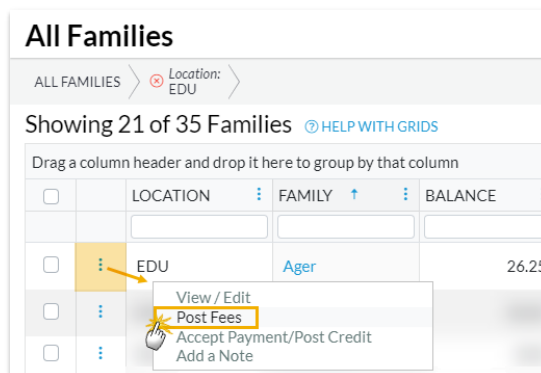 All Families
ALL FAMILIES
Location:
EDU
Showing 21 of 35 Families
HELP WITH GRIDS
Drag a column header and drop it here to group by that column
LOCATION FAMILY BALANCE
EDU Ager 26.25
View / Edit
Post Fees
Accept Payment/Post Credit
Add a Note